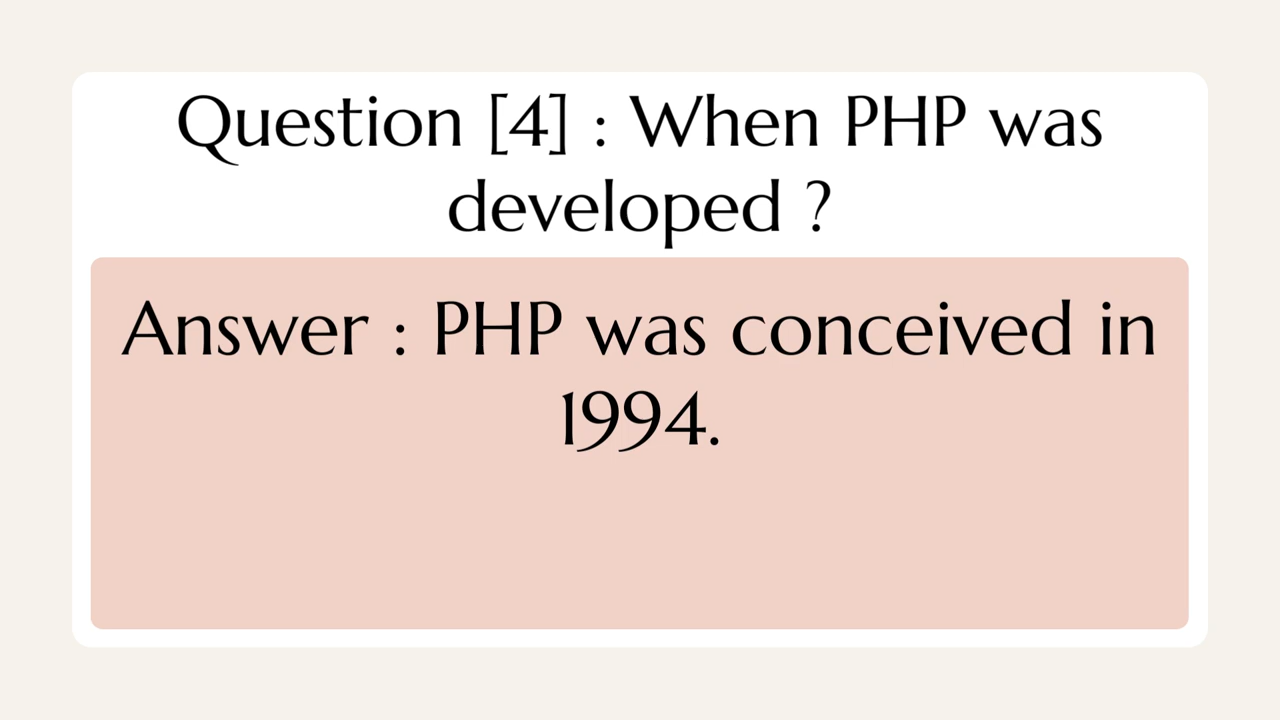 Question [4] : When PHP was
developed ?
Answer : PHP was conceived in
1994.